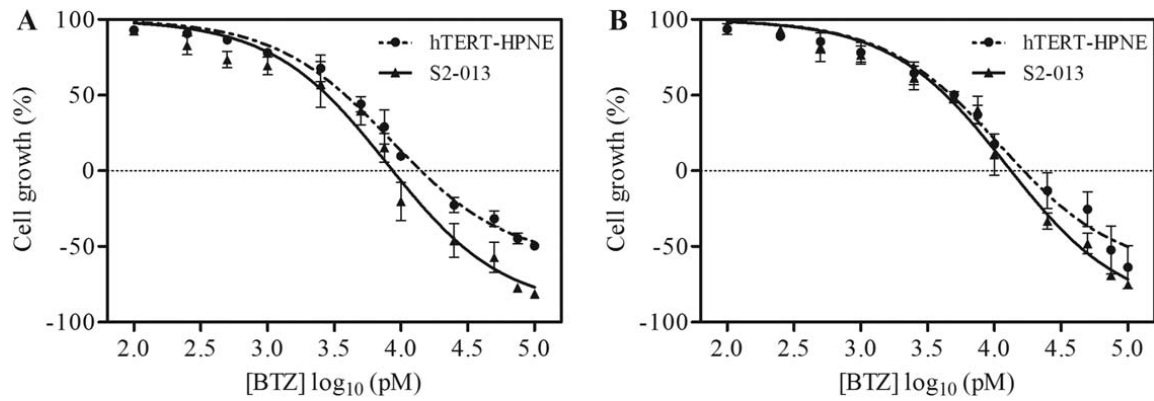 A
hTERT-HPNE
S2-013
Cell growth (%)
100
50
0
-50
-100
2.0 2.5 3.0 3.5 4.0 4.5 5.0
[BTZ] log10 (pM)
B
hTERT-HPNE
S2-013
Cell growth (%)
100
50
0
-50
-100
2.0 2.5 3.0 3.5 4.0 4.5 5.0
[BTZ] log10 (pM)